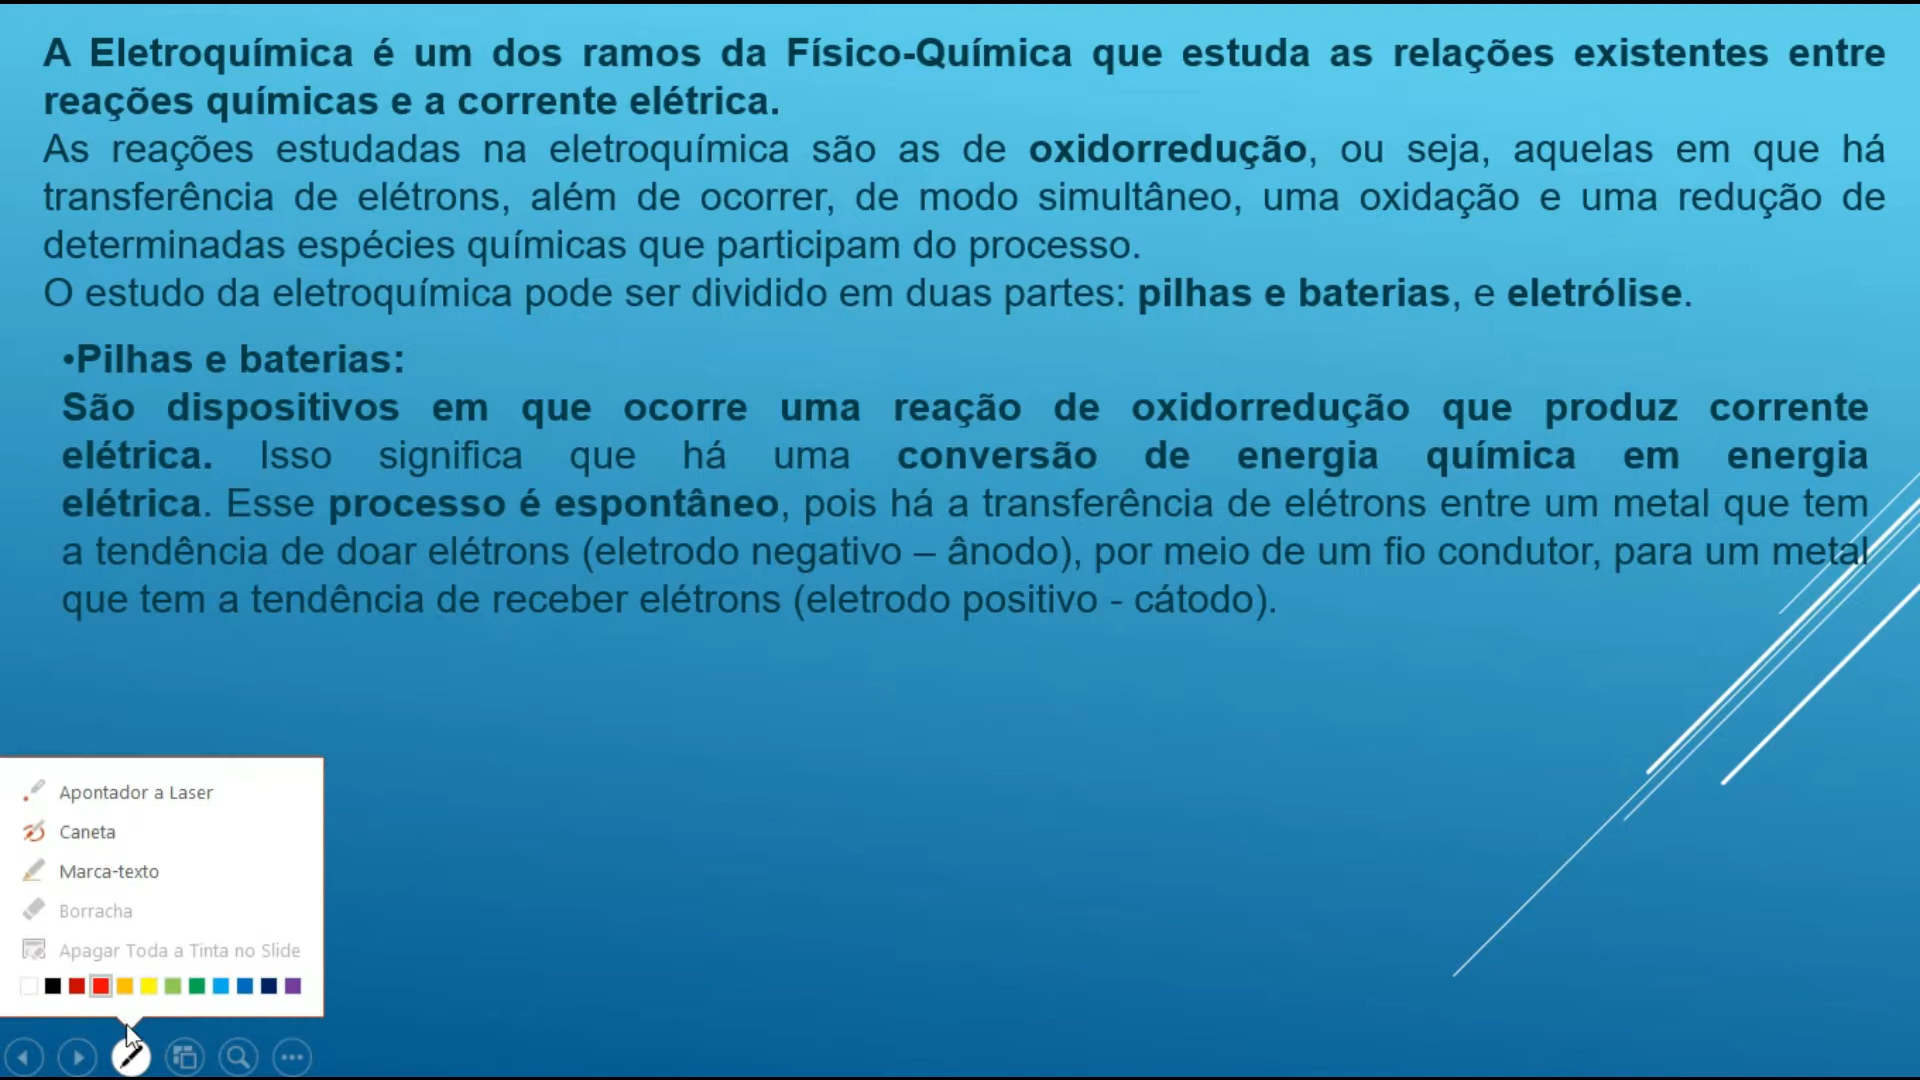 A Eletroquímica é um dos ramos da Físico-Química que estuda as relações existentes entre
reações químicas e a corrente elétrica.
As reações estudadas na eletroquímica são as de oxidorredução, ou seja, aquelas em que há
transferência de elétrons, além de ocorrer, de modo simultâneo, uma oxidação e uma redução de
determinadas espécies químicas que participam do processo.
O estudo da eletroquímica pode ser dividido em duas partes: pilhas e baterias, e eletrólise.
•Pilhas e baterias:
São dispositivos em que ocorre uma reação de oxidorredução que produz corrente
elétrica. Isso significa que há uma conversão de energia química em energia
elétrica. Esse processo é espontâneo, pois há a transferência de elétrons entre um metal que tem
a tendência de doar elétrons (eletrodo negativo – ânodo), por meio de um fio condutor, para um metal
que tem a tendência de receber elétrons (eletrodo positivo - cátodo).
Apontador a Laser
Caneta
Marca-texto
Borracha
Apagar Toda a Tinta no Slide